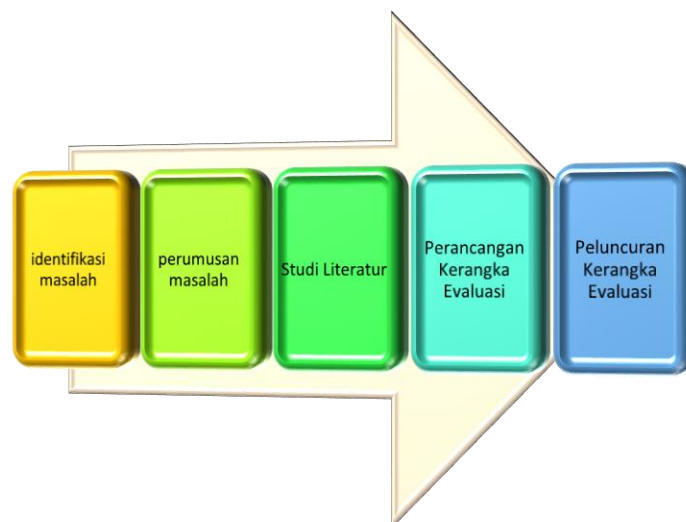 identifikasi
masalah
perumusan
masalah
Studi Literatur
Perancangan
Kerangka
Evaluasi
Peluncuran
Kerangka
Evaluasi